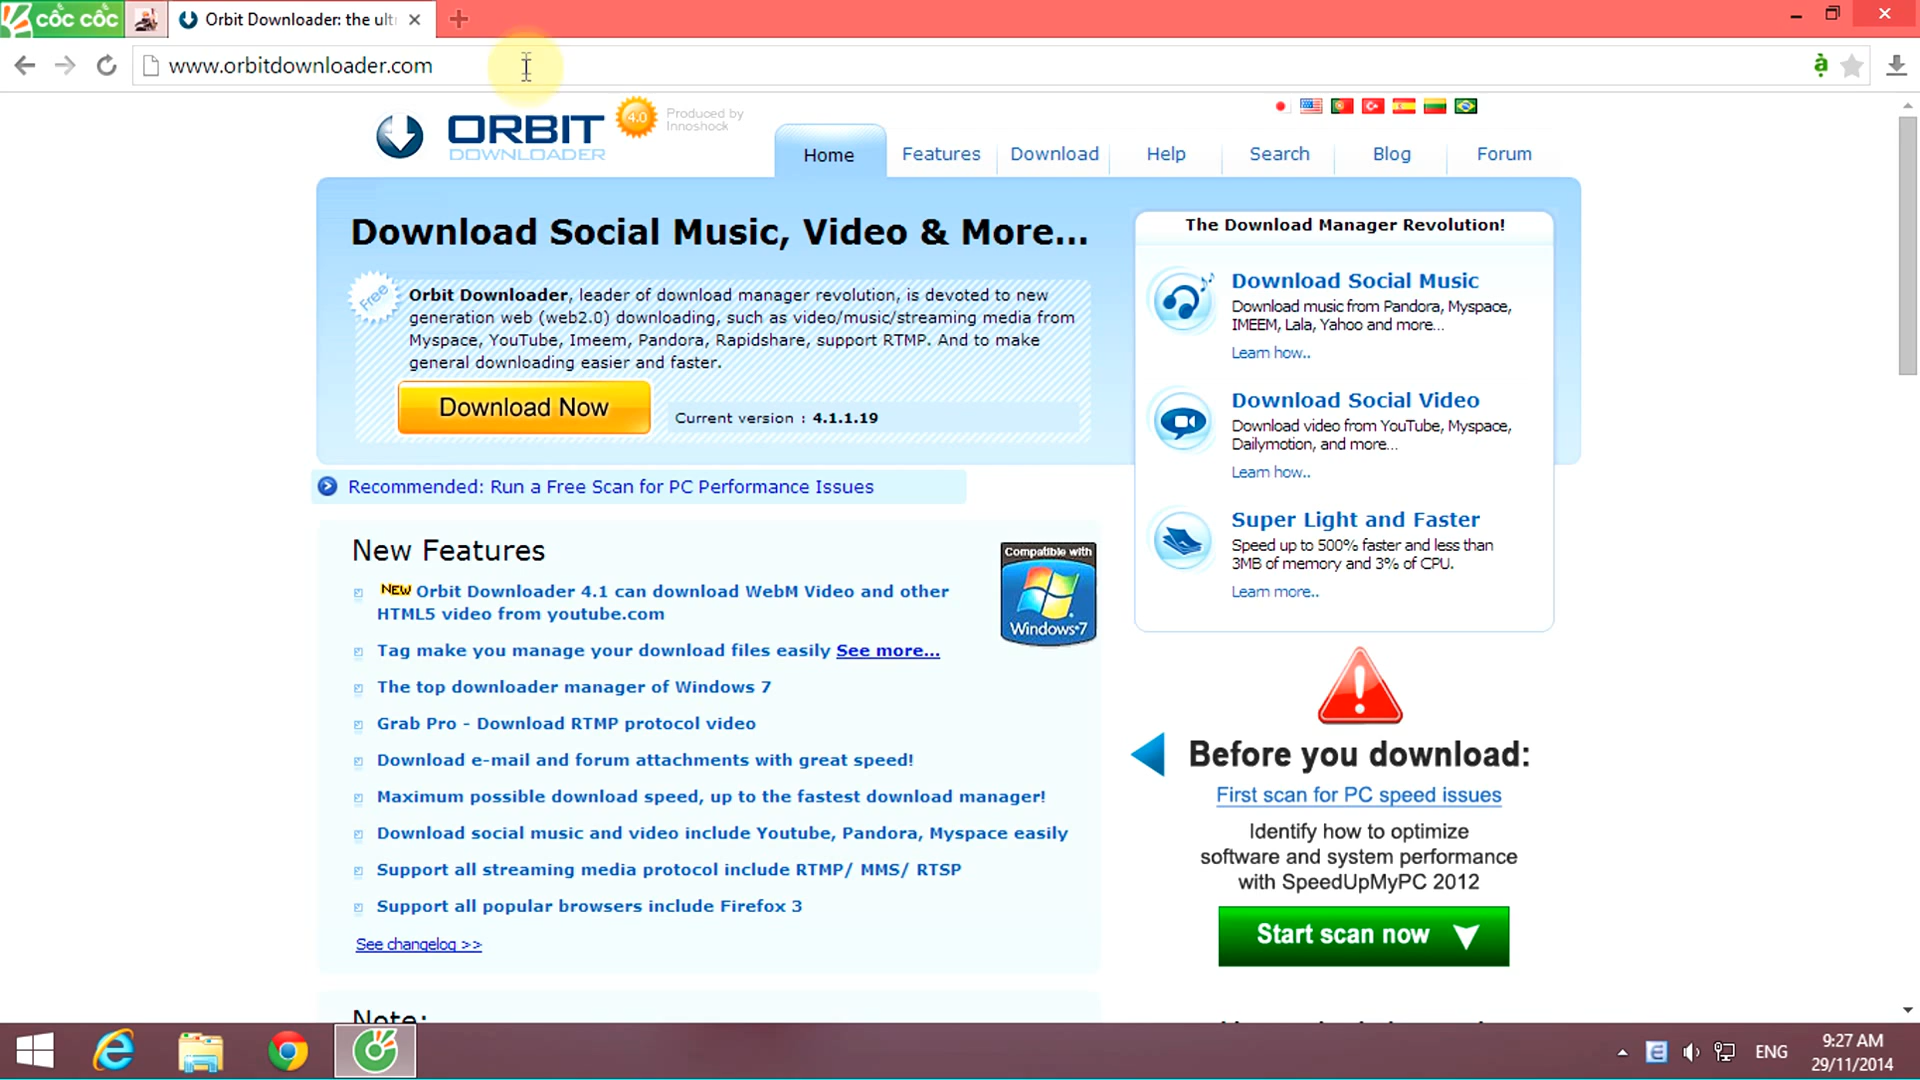 cốc cốc
Orbit Downloader: the ult
www.orbitdownloader.com
ORBIT
DOWNLOADER
4.0
Produced by
Innoshock
Home
Features
Download
Help
Search
Blog
Forum
Download Social Music, Video & More...
Free
Orbit Downloader, leader of download manager revolution, is devoted to new
generation web (web2.0) downloading, such as video/music/streaming media from
Myspace, YouTube, Imeem, Pandora, Rapidshare, support RTMP. And to make
general downloading easier and faster.
Download Now
Current version : 4.1.1.19
Recommended: Run a Free Scan for PC Performance Issues
New Features
NEW Orbit Downloader 4.1 can download WebM Video and other
HTML5 video from youtube.com
Tag make you manage your download files easily See more...
The top downloader manager of Windows 7
Grab Pro - Download RTMP protocol video
Download e-mail and forum attachments with great speed!
Maximum possible download speed, up to the fastest download manager!
Download social music and video include Youtube, Pandora, Myspace easily
Support all streaming media protocol include RTMP/ MMS/ RTSP
Support all popular browsers include Firefox 3
See changelog >>
Compatible with
Windows 7
Note:
The Download Manager Revolution!
Download Social Music
Download music from Pandora, Myspace,
IMEEM, Lala, Yahoo and more...
Learn how..
Download Social Video
Download video from YouTube, Myspace,
Dailymotion, and more...
Learn how..
Super Light and Faster
Speed up to 500% faster and less than
3MB of memory and 3% of CPU.
Learn more..
Before you download:
First scan for PC speed issues
Identify how to optimize
software and system performance
with SpeedUpMyPC 2012
Start scan now
ENG
9:27 AM
29/11/2014